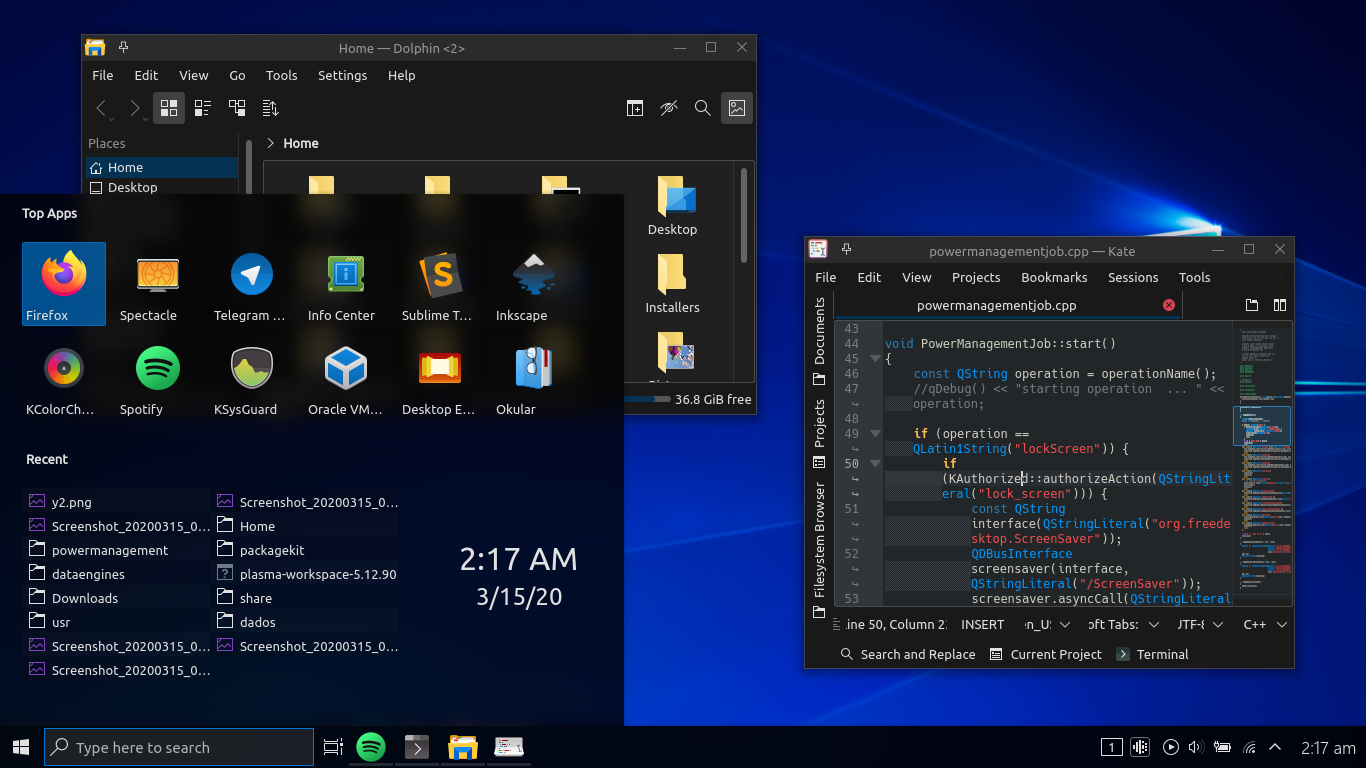 Home — Dolphin <2>
File Edit View Go Tools Settings Help
Places
Home
Desktop
Home
Desktop
Installers
36.8 GiB free
Top Apps
Firefox
Spectacle
Telegram ...
Info Center
Sublime T...
Inkscape
KColorCh...
Spotify
KSysGuard
Oracle VM...
Desktop E...
Okular
Recent
y2.png
Screenshot_20200315_0...
powermanagement
dataengines
Downloads
usr
Screenshot_20200315_0...
Screenshot_20200315_0...
Screenshot_20200315_0...
Home
packagekit
plasma-workspace-5.12.90
share
dados
Screenshot_20200315_0...
2:17 AM
3/15/20
powermanagementjob.cpp — Kate
File Edit View Projects Bookmarks Sessions Tools
powermanagementjob.cpp
Documents
Projects
Filesystem Browser
43
44 void PowerManagementJob::start()
45 {
46 const QString operation = operationName();
47 //qDebug() << "starting operation  ... " <<
operation;
48
49 if (operation ==
QLatin1String("lockScreen")) {
50 if
(KAuthorized::authorizeAction(QStringLit
eral("lock_screen"))) {
51 const QString
interface(QStringLiteral("org.freede
sktop.ScreenSaver"));
52 QDBusInterface
screensaver(interface,
QStringLiteral("/ScreenSaver"));
53 screensaver.asyncCall(QStringLiteral
Line 50, Column 2 INSERT en_US oft Tabs: UTF-8 C++
Search and Replace Current Project Terminal
Type here to search
1
2:17 am